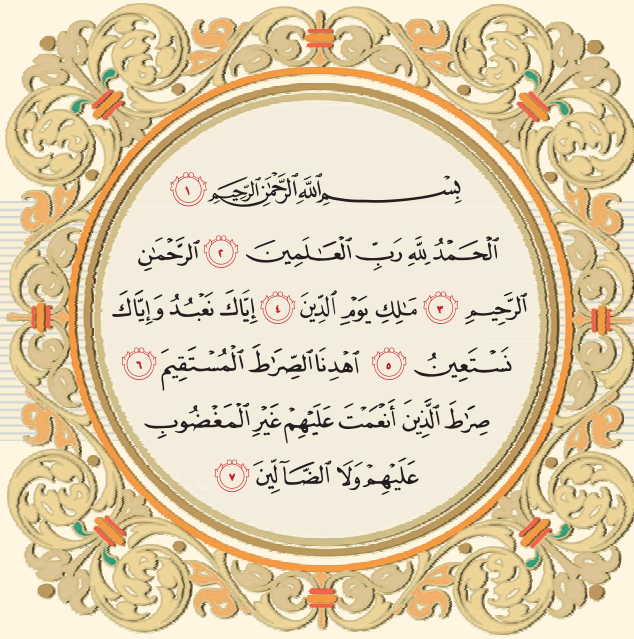 بِسْمِ ٱللَّهِ ٱلرَّحْمَٰنِ ٱلرَّحِيمِ ١
ٱلْحَمْدُ لِلَّهِ رَبِّ ٱلْعَٰلَمِينَ ٢ ٱلرَّحْمَٰنِ
ٱلرَّحِيمِ ٣ مَٰلِكِ يَوْمِ ٱلدِّينِ ٤ إِيَّاكَ نَعْبُدُ وَإِيَّاكَ
نَسْتَعِينُ ٥ ٱهْدِنَا ٱلصِّرَٰطَ ٱلْمُسْتَقِيمَ ٦
صِرَٰطَ ٱلَّذِينَ أَنْعَمْتَ عَلَيْهِمْ غَيْرِ ٱلْمَغْضُوبِ
عَلَيْهِمْ وَلَا ٱلضَّآلِّينَ ٧